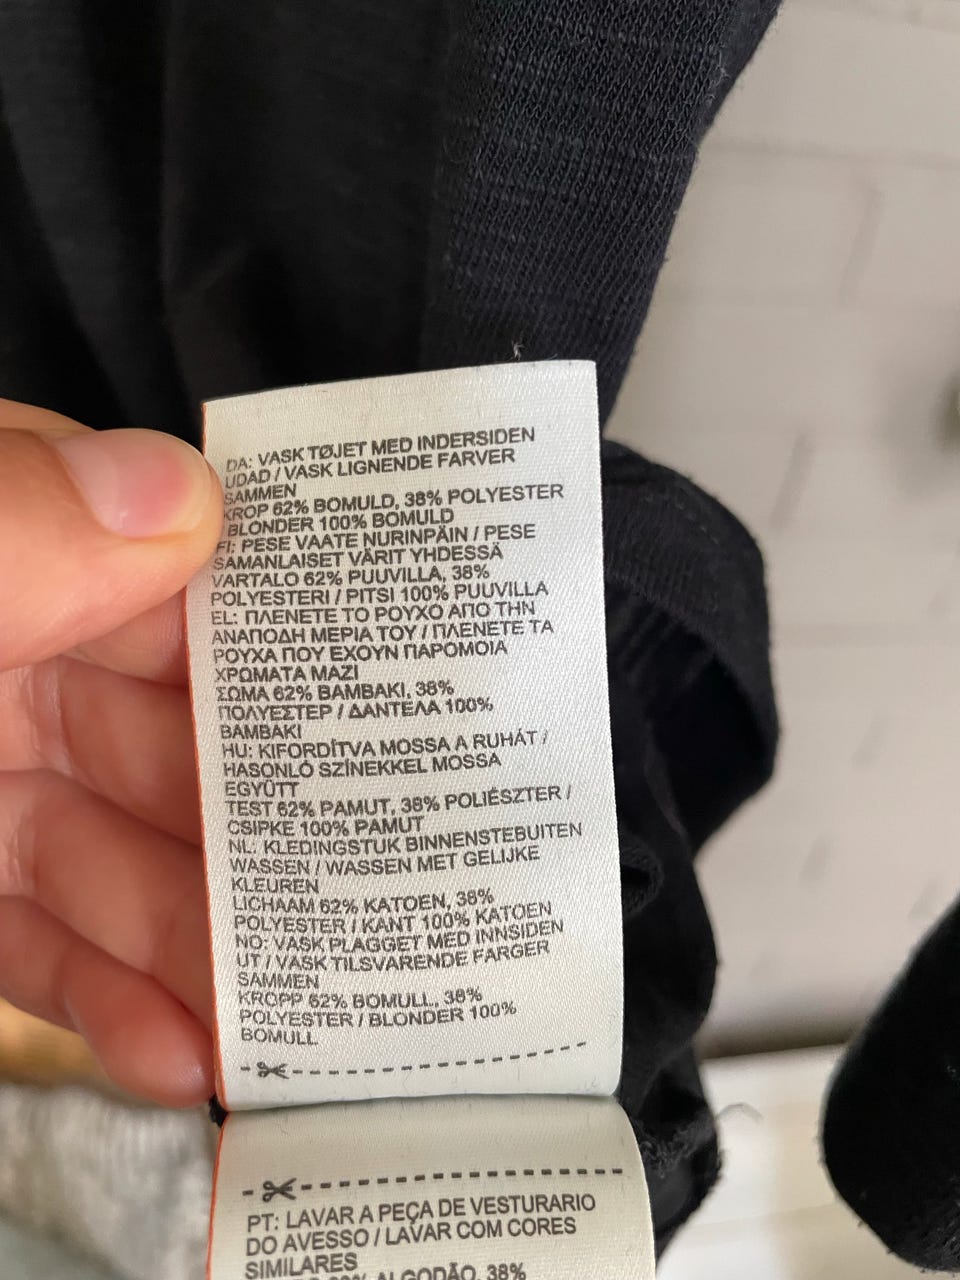 DA: VASK TØJET MED INDERSIDEN
UDAD / VASK LIGNENDE FARVER
SAMMEN
KROP 62% BOMULD, 38% POLYESTER
/ BLONDER 100% BOMULD
FI: PESE VAATE NURINPÄIN / PESE
SAMANLAISET VÄRIT YHDESSÄ
VARTALO 62% PUUVILLA, 38%
POLYESTERI / PITSI 100% PUUVILLA
EL: ΠΛΕΝΕΤΕ ΤΟ ΡΟΥΧΟ ΑΠΟ ΤΗΝ
ΑΝΑΠΟΔΗ ΜΕΡΙΑ ΤΟΥ / ΠΛΕΝΕΤΕ ΤΑ
ΡΟΥΧΑ ΠΟΥ ΕΧΟΥΝ ΠΑΡΟΜΟΙΑ
ΧΡΩΜΑΤΑ ΜΑΖΙ
ΣΩΜΑ 62% ΒΑΜΒΑΚΙ, 38%
ΠΟΛΥΕΣΤΕΡ / ΔΑΝΤΕΛΑ 100%
ΒΑΜΒΑΚΙ
HU: KIFORDÍTVA MOSSA A RUHÁT /
HASONLÓ SZÍNEKKEL MOSSA
EGYÜTT
TEST 62% PAMUT, 38% POLIÉSZTER /
CSIPKE 100% PAMUT
NL: KLEDINGSTUK BINNENSTEBUITEN
WASSEN / WASSEN MET GELIJKE
KLEUREN
LICHAAM 62% KATOEN, 38%
POLYESTER / KANT 100% KATOEN
NO: VASK PLAGGET MED INNSIDEN
UT / VASK TILSVARENDE FARGER
SAMMEN
KROPP 62% BOMULL, 38%
POLYESTER / BLONDER 100%
BOMULL
PT: LAVAR A PEÇA DE VESTURARIO
DO AVESSO / LAVAR COM CORES
SIMILARES
ALGODÃO, 38%